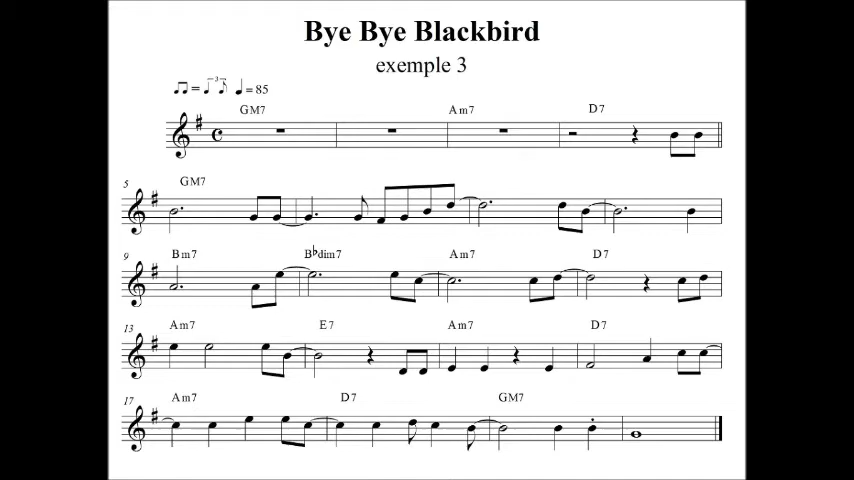 Bye Bye Blackbird
exemple 3
3
= = 85
GM7 Am7 D7
5 GM7
9 Bm7 B♭dim7 Am7 D7
13 Am7 E7 Am7 D7
17 Am7 D7 GM7